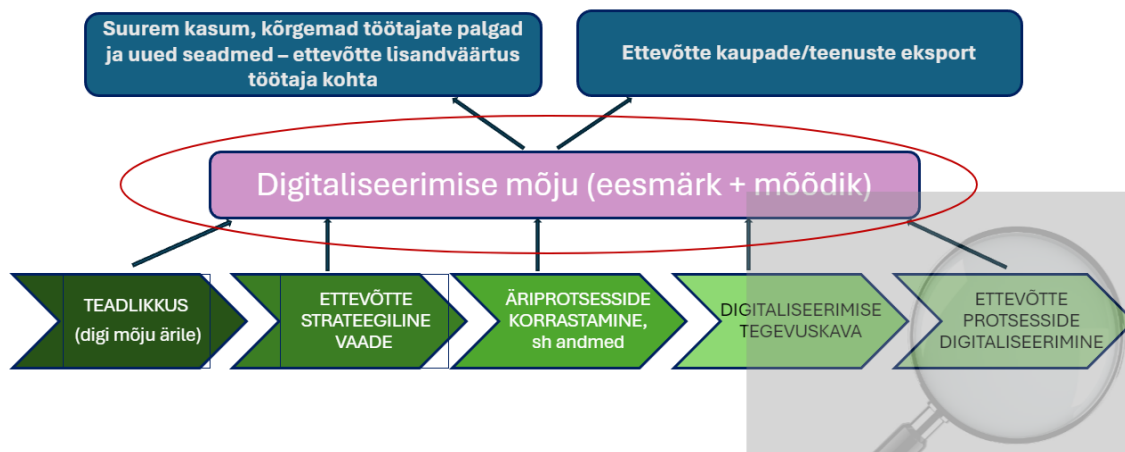 Suurem kasum, kõrgemad töötajate palgad
ja uued seadmed – ettevõtte lisandväärtus
töötaja kohta
Ettevõtte kaupade/teenuste eksport
Digitaliseerimise mõju (eesmärk + mõõdik)
TEADLIKKUS
(digi mõju ärile)
ETTEVÕTTE
STRATEEGILINE
VAADE
ÄRIPROTSESSIDE
KORRASTAMINE,
sh andmed
DIGITALISEERIMISE
TEGEVUSKAVA
ETTEVÕTTE
PROTSESSIDE
DIGITALISEERIMINE